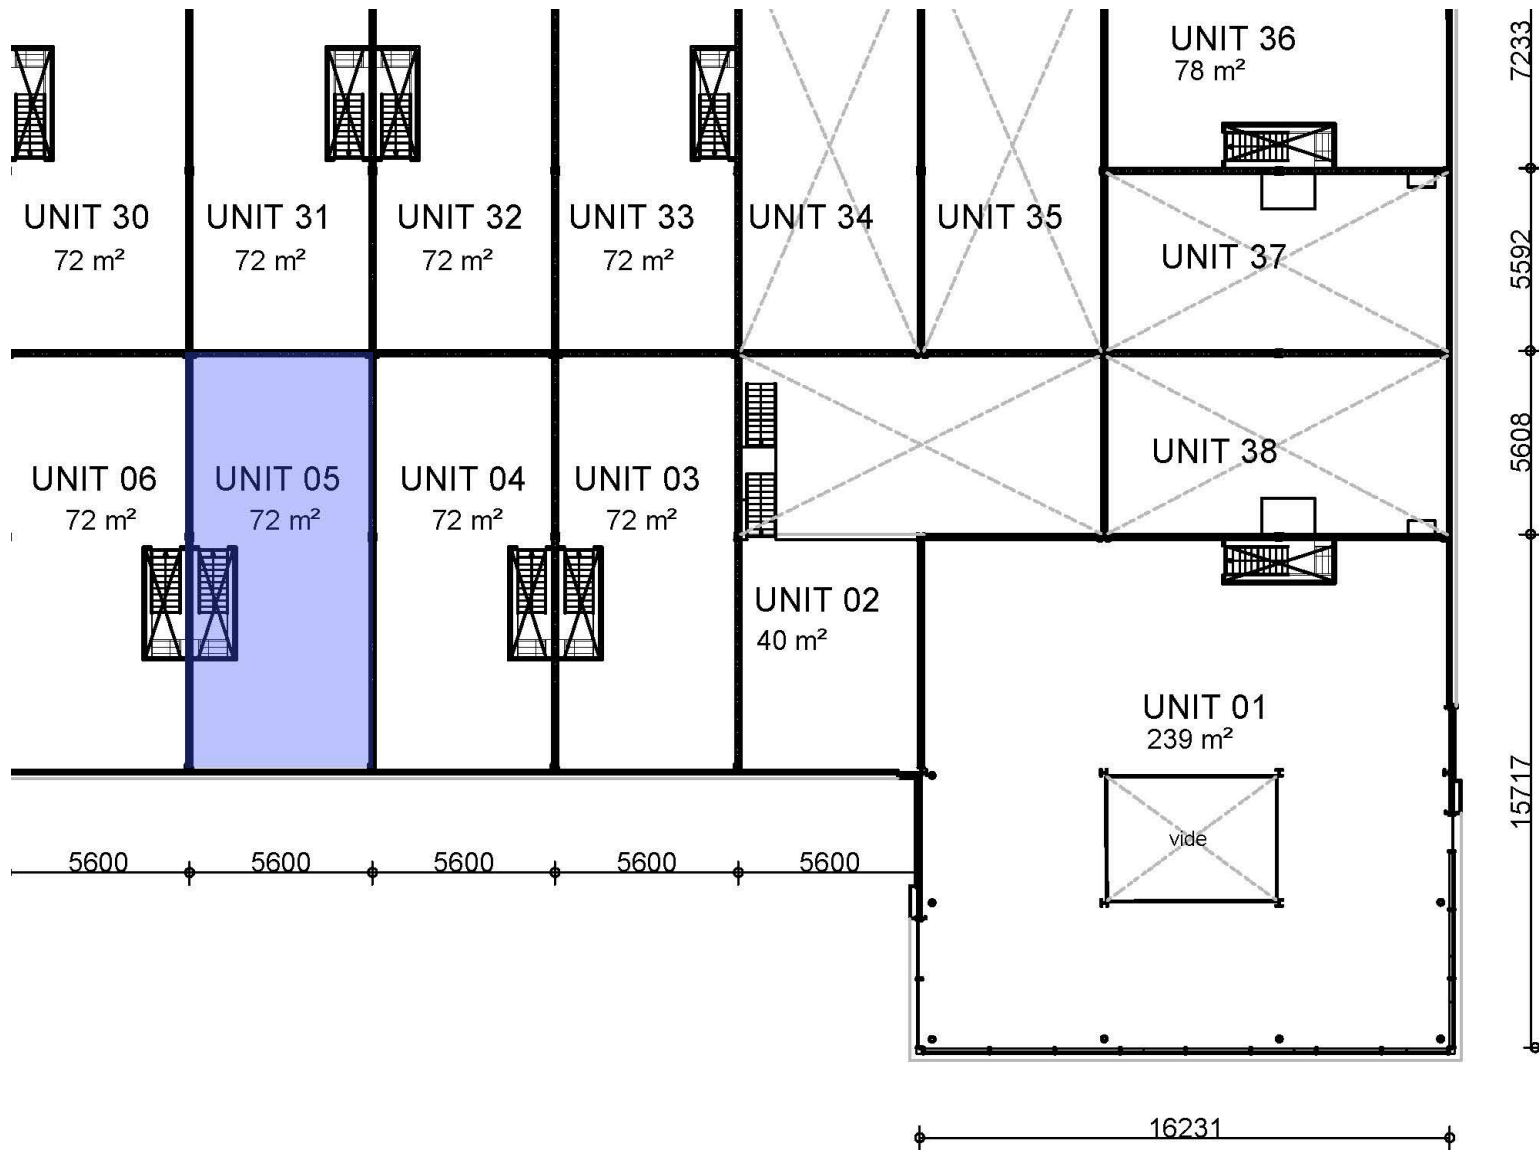 UNIT 36
78 m²
7233
UNIT 30
72 m²
UNIT 31
72 m²
UNIT 32
72 m²
UNIT 33
72 m²
UNIT 34
UNIT 35
UNIT 37
5592
UNIT 06
72 m²
UNIT 05
72 m²
UNIT 04
72 m²
UNIT 03
72 m²
UNIT 38
5608
UNIT 02
40 m²
UNIT 01
239 m²
vide
15717
5600
5600
5600
5600
5600
16231